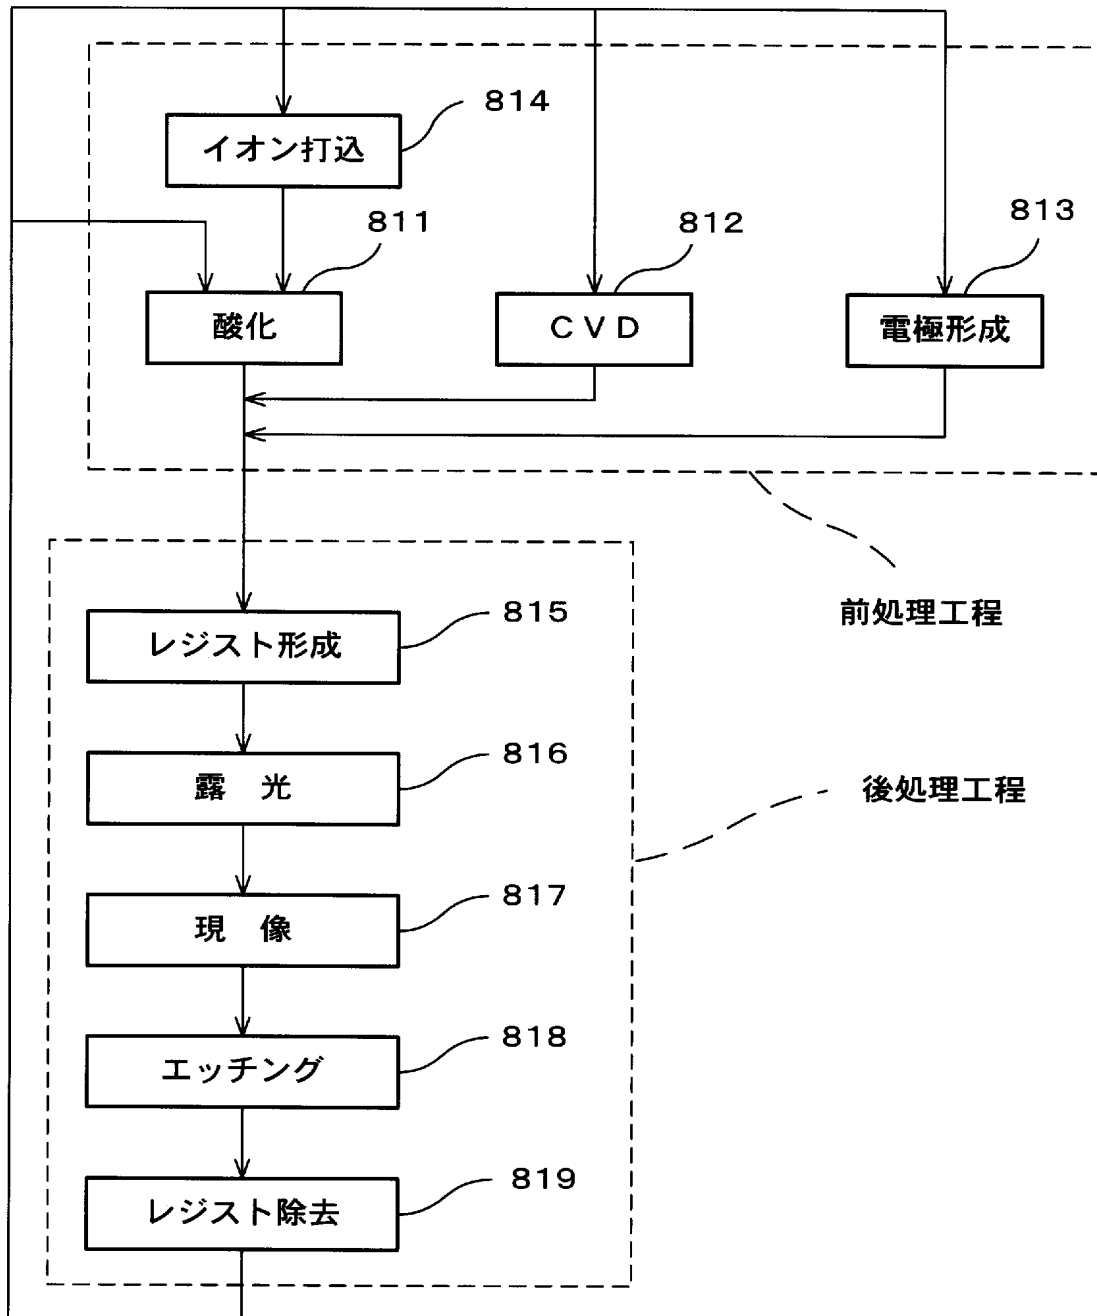 814
イオン打込
811
812
813
酸化
CVD
電極形成
815
レジスト形成
前処理工程
816
露 光
後処理工程
817
現 像
818
エッチング
819
レジスト除去